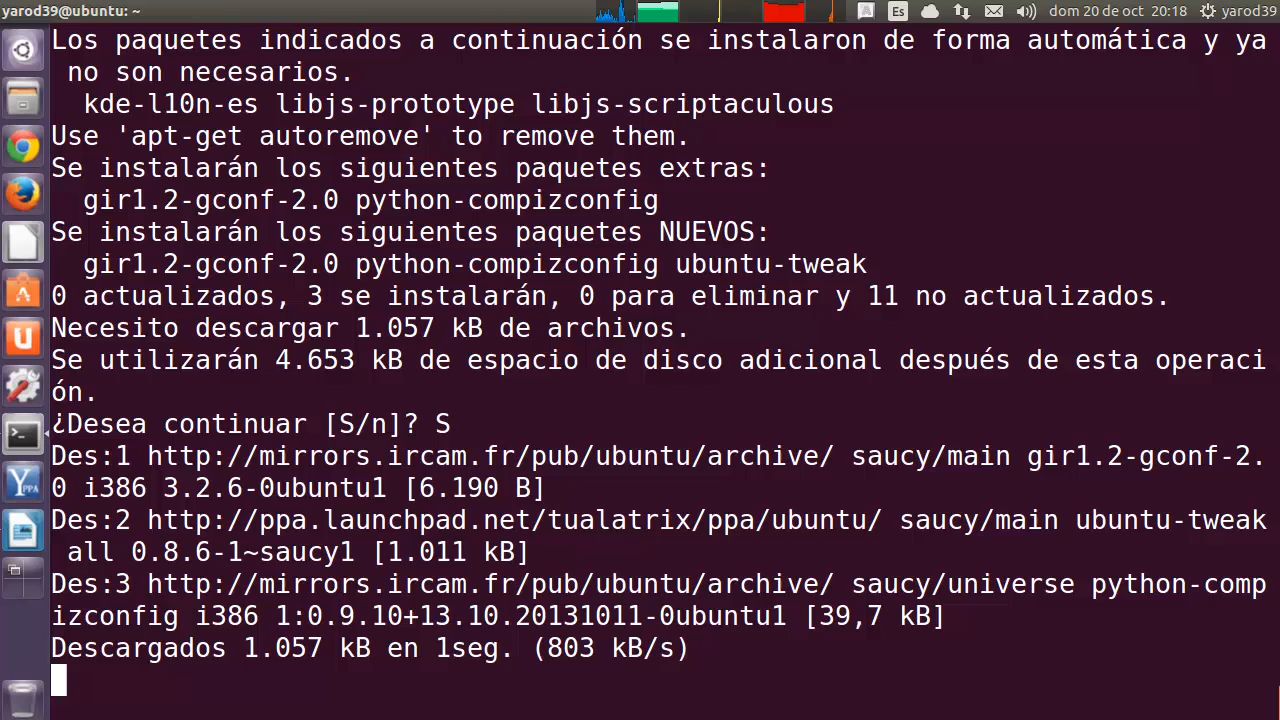 yarod39@ubuntu: ~
Es
dom 20 de oct 20:18
yarod39
Los paquetes indicados a continuación se instalaron de forma automática y ya
no son necesarios.
kde-l10n-es libjs-prototype libjs-scriptaculous
Use 'apt-get autoremove' to remove them.
Se instalarán los siguientes paquetes extras:
gir1.2-gconf-2.0 python-compizconfig
Se instalarán los siguientes paquetes NUEVOS:
gir1.2-gconf-2.0 python-compizconfig ubuntu-tweak
0 actualizados, 3 se instalarán, 0 para eliminar y 11 no actualizados.
Necesito descargar 1.057 kB de archivos.
Se utilizarán 4.653 kB de espacio de disco adicional después de esta operaci
ón.
¿Desea continuar [S/n]? S
Des:1 http://mirrors.ircam.fr/pub/ubuntu/archive/ saucy/main gir1.2-gconf-2.
0 i386 3.2.6-0ubuntu1 [6.190 B]
Des:2 http://ppa.launchpad.net/tualatrix/ppa/ubuntu/ saucy/main ubuntu-tweak
all 0.8.6-1~saucy1 [1.011 kB]
Des:3 http://mirrors.ircam.fr/pub/ubuntu/archive/ saucy/universe python-comp
izconfig i386 1:0.9.10+13.10.20131011-0ubuntu1 [39,7 kB]
Descargados 1.057 kB en 1seg. (803 kB/s)